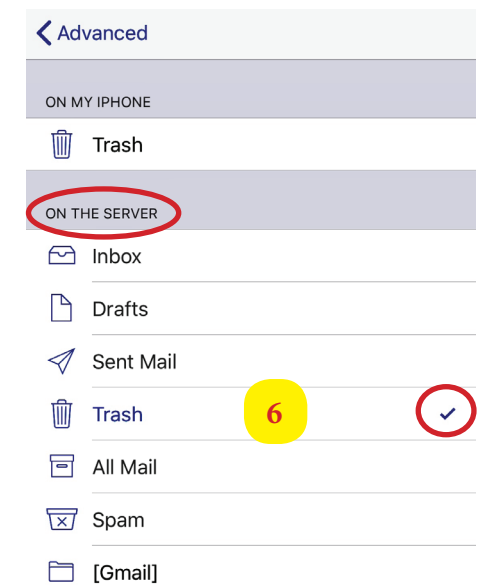 Advanced
ON MY IPHONE
Trash
ON THE SERVER
Inbox
Drafts
Sent Mail
Trash 6
All Mail
Spam
[Gmail]